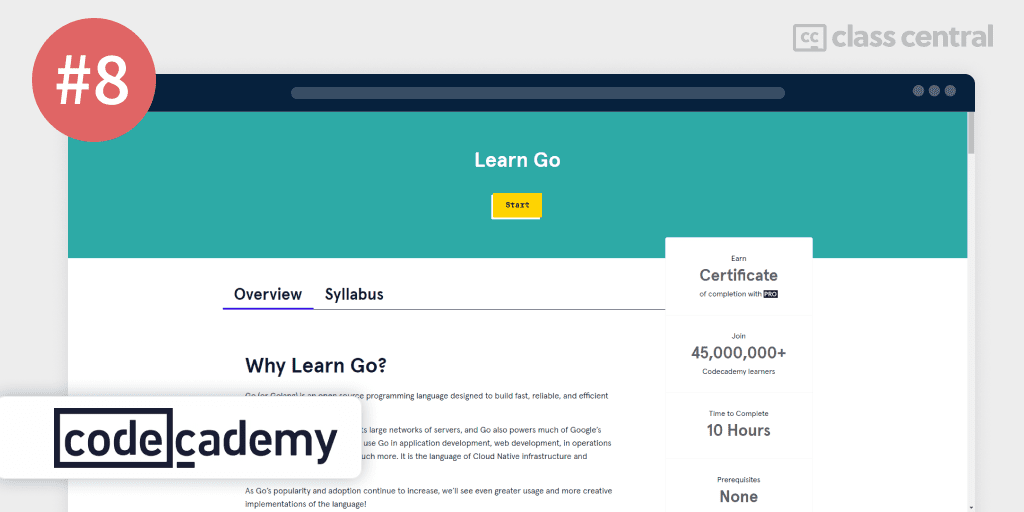 #8
cc class central
Learn Go
Start
Earn
Certificate
of completion with PRO
Overview Syllabus
Join
45,000,000+
Codecademy learners
Why Learn Go?
Go (or Golang) is an open source programming language designed to build fast, reliable, and efficient
Time to Complete
10 Hours
large networks of servers, and Go also powers much of Google's
use Go in application development, web development, in operations
much more. It is the language of Cloud Native infrastructure and
codecademy
Prerequisites
None
As Go's popularity and adoption continue to increase, we'll see even greater usage and more creative
implementations of the language!